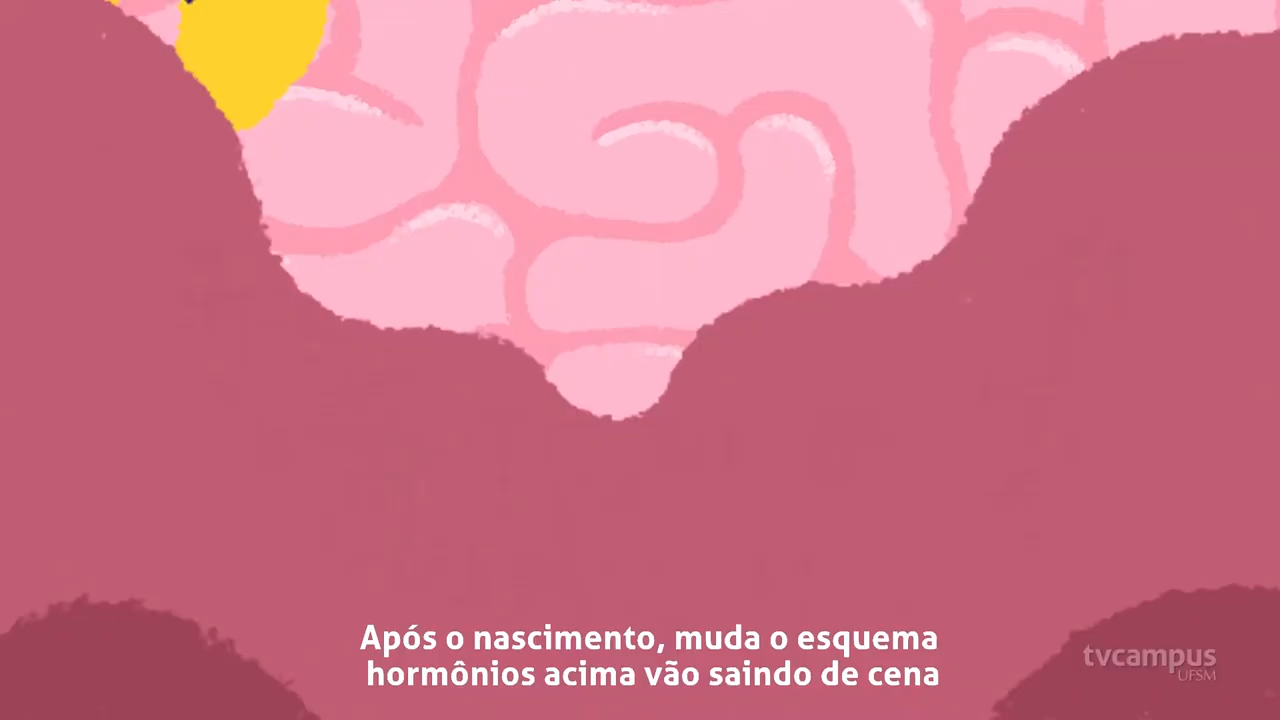 Após o nascimento, muda o esquema
hormônios acima vão saindo de cena
tvcampus
UFSM